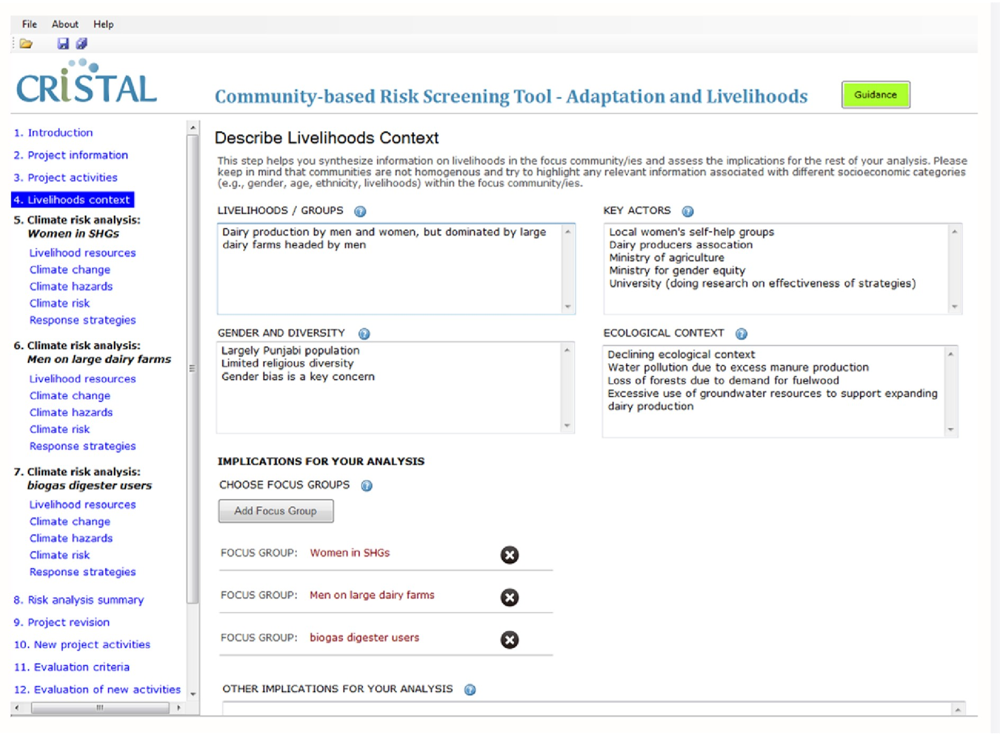 File About Help
CRiSTAL
Community-based Risk Screening Tool - Adaptation and Livelihoods
Guidance
1. Introduction
2. Project information
3. Project activities
4. Livelihoods context
5. Climate risk analysis:
Women in SHGs
Livelihood resources
Climate change
Climate hazards
Climate risk
Response strategies
6. Climate risk analysis:
Men on large dairy farms
Livelihood resources
Climate change
Climate hazards
Climate risk
Response strategies
7. Climate risk analysis:
biogas digester users
Livelihood resources
Climate change
Climate hazards
Climate risk
Response strategies
8. Risk analysis summary
9. Project revision
10. New project activities
11. Evaluation criteria
12. Evaluation of new activities
Describe Livelihoods Context
This step helps you synthesize information on livelihoods in the focus community/ies and assess the implications for the rest of your analysis. Please
keep in mind that communities are not homogenous and try to highlight any relevant information associated with different socioeconomic categories
(e.g., gender, age, ethnicity, livelihoods) within the focus community/ies.
LIVELIHOODS / GROUPS
Dairy production by men and women, but dominated by large
dairy farms headed by men
KEY ACTORS
Local women's self-help groups
Dairy producers assocation
Ministry of agriculture
Ministry for gender equity
University (doing research on effectiveness of strategies)
GENDER AND DIVERSITY
Largely Punjabi population
Limited religious diversity
Gender bias is a key concern
ECOLOGICAL CONTEXT
Declining ecological context
Water pollution due to excess manure production
Loss of forests due to demand for fuelwood
Excessive use of groundwater resources to support expanding
dairy production
IMPLICATIONS FOR YOUR ANALYSIS
CHOOSE FOCUS GROUPS
Add Focus Group
FOCUS GROUP: Women in SHGs
FOCUS GROUP: Men on large dairy farms
FOCUS GROUP: biogas digester users
OTHER IMPLICATIONS FOR YOUR ANALYSIS